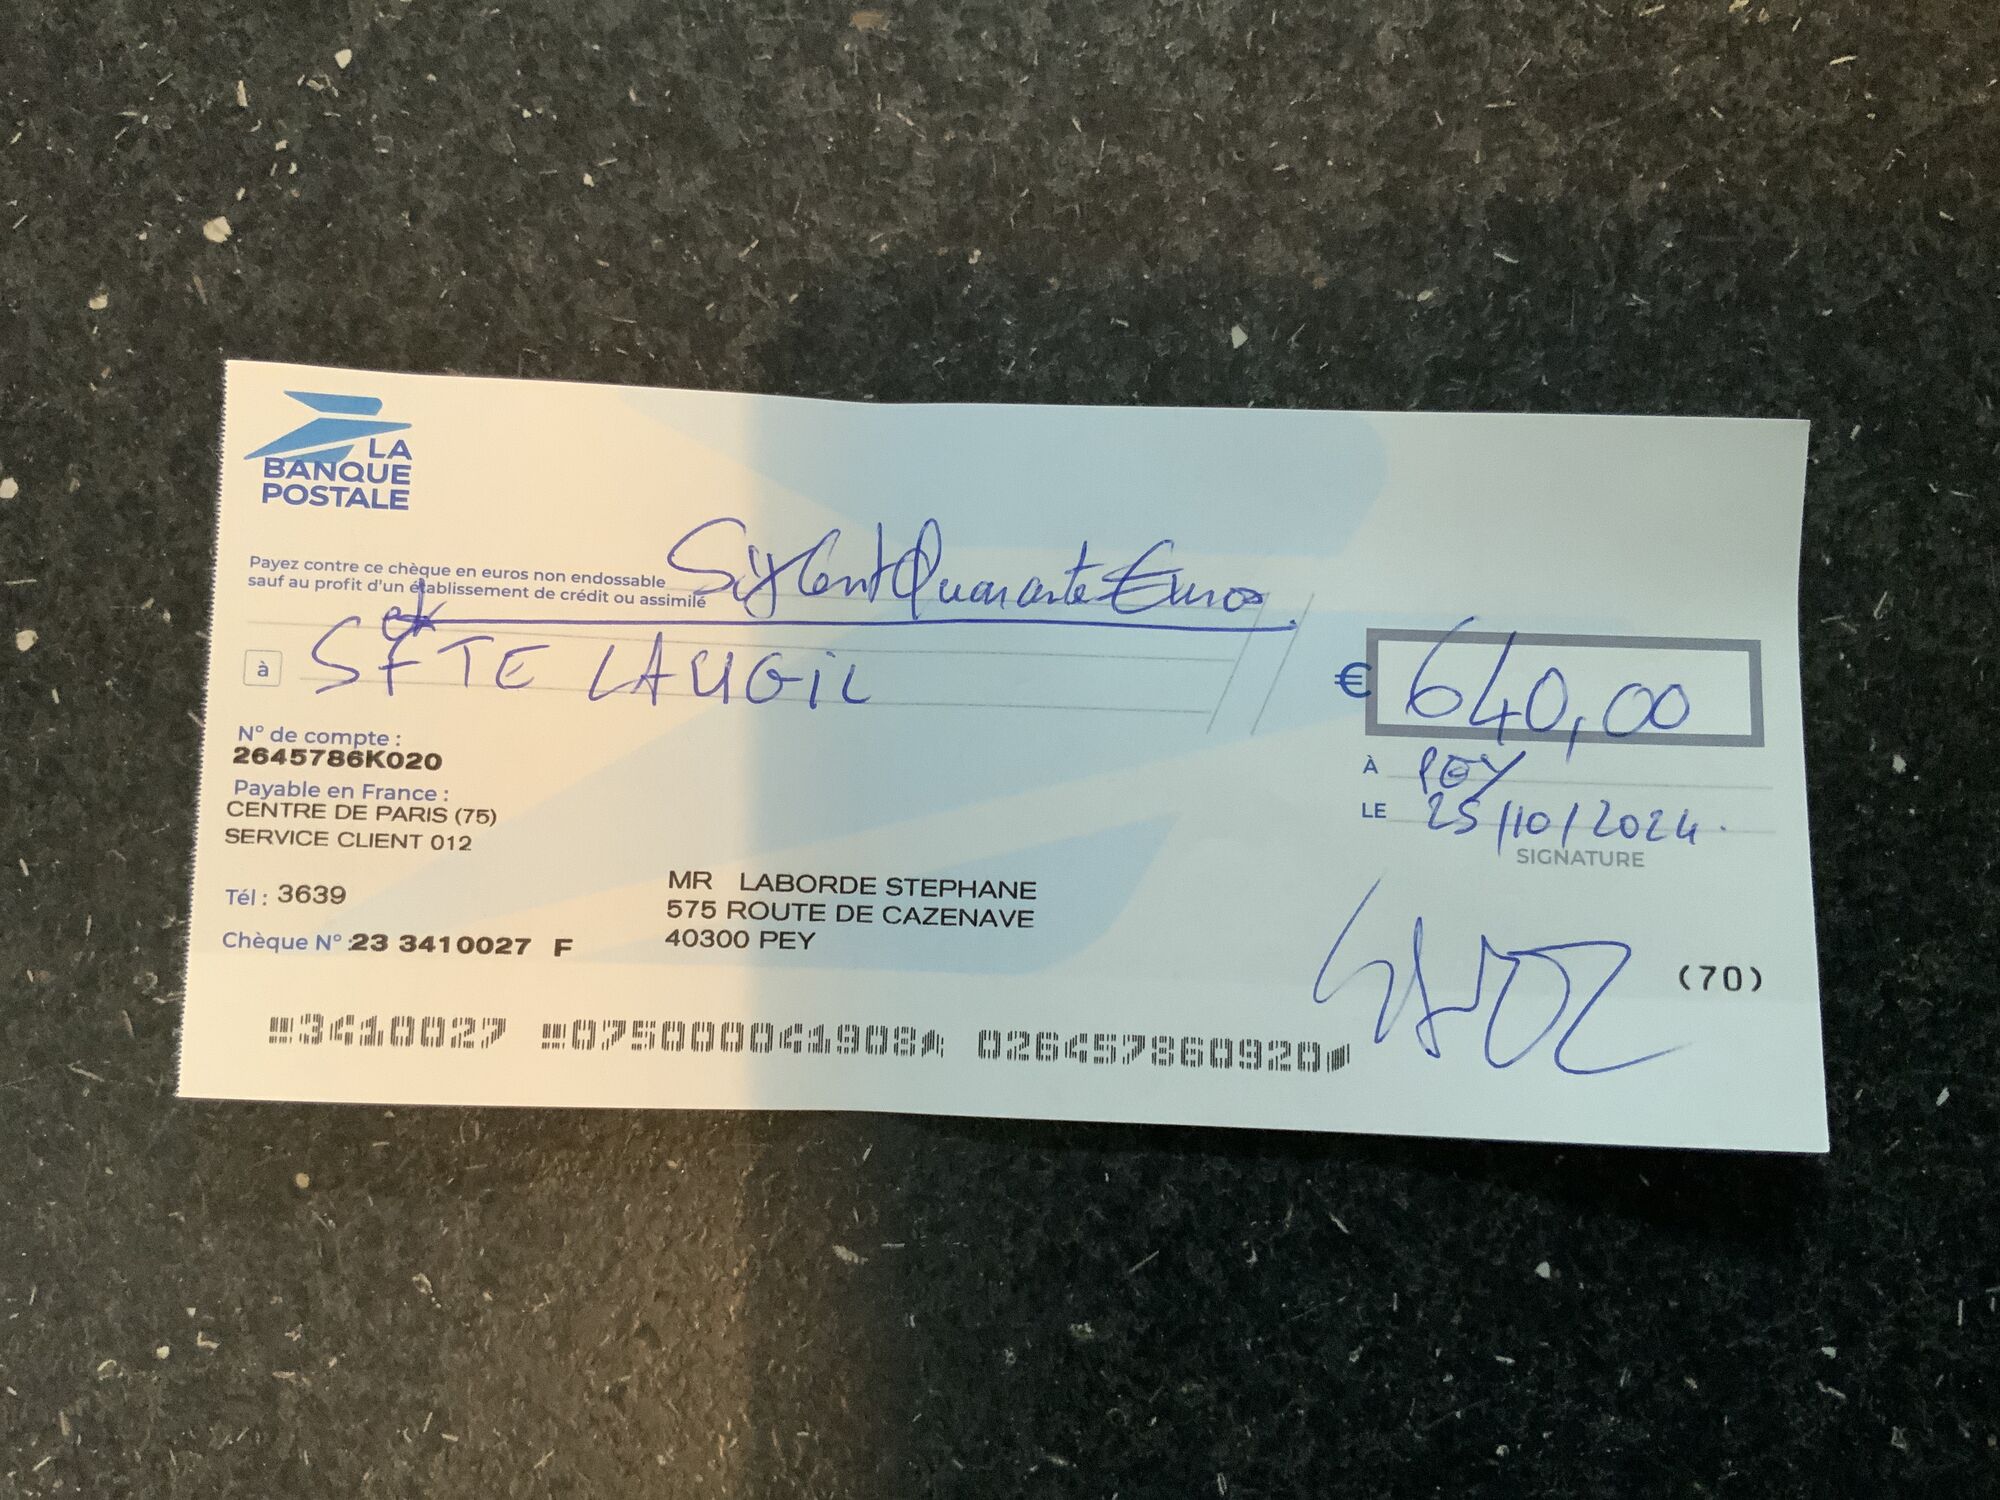 LA
BANQUE
POSTALE
Payez contre ce chèque en euros non endossable
sauf au profit d'un établissement de crédit ou assimilé
Six Cent Quarante Euros
à STE LAUGIL
€ 640,00
N° de compte :
2645786K020
Payable en France :
CENTRE DE PARIS (75)
SERVICE CLIENT 012
À PEY
LE 25/10/2024
SIGNATURE
Tél : 3639
Chèque N° : 23 3410027 F
MR LABORDE STEPHANE
575 ROUTE DE CAZENAVE
40300 PEY
(70)
3410027 075000041908 026457860920